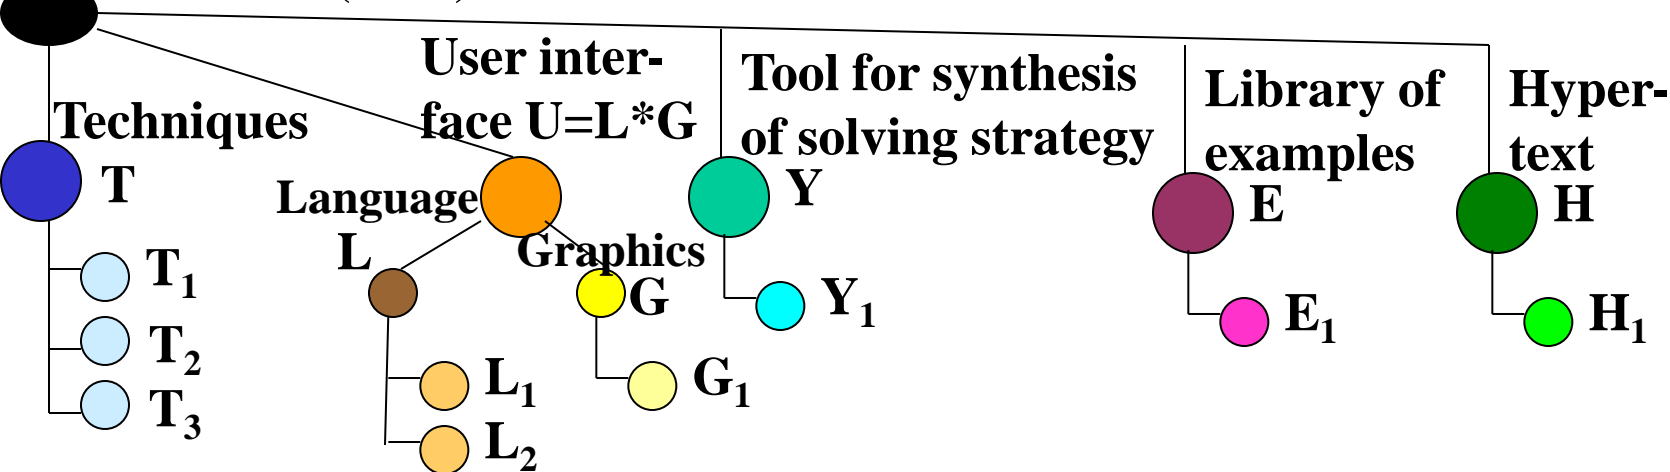 User inter-
face U=L*G
Tool for synthesis
of solving strategy
Library of
examples
Hyper-
text
Techniques
T
Language
L
Graphics
G
Y
E
H
T1
T2
T3
L1
L2
G1
Y1
E1
H1